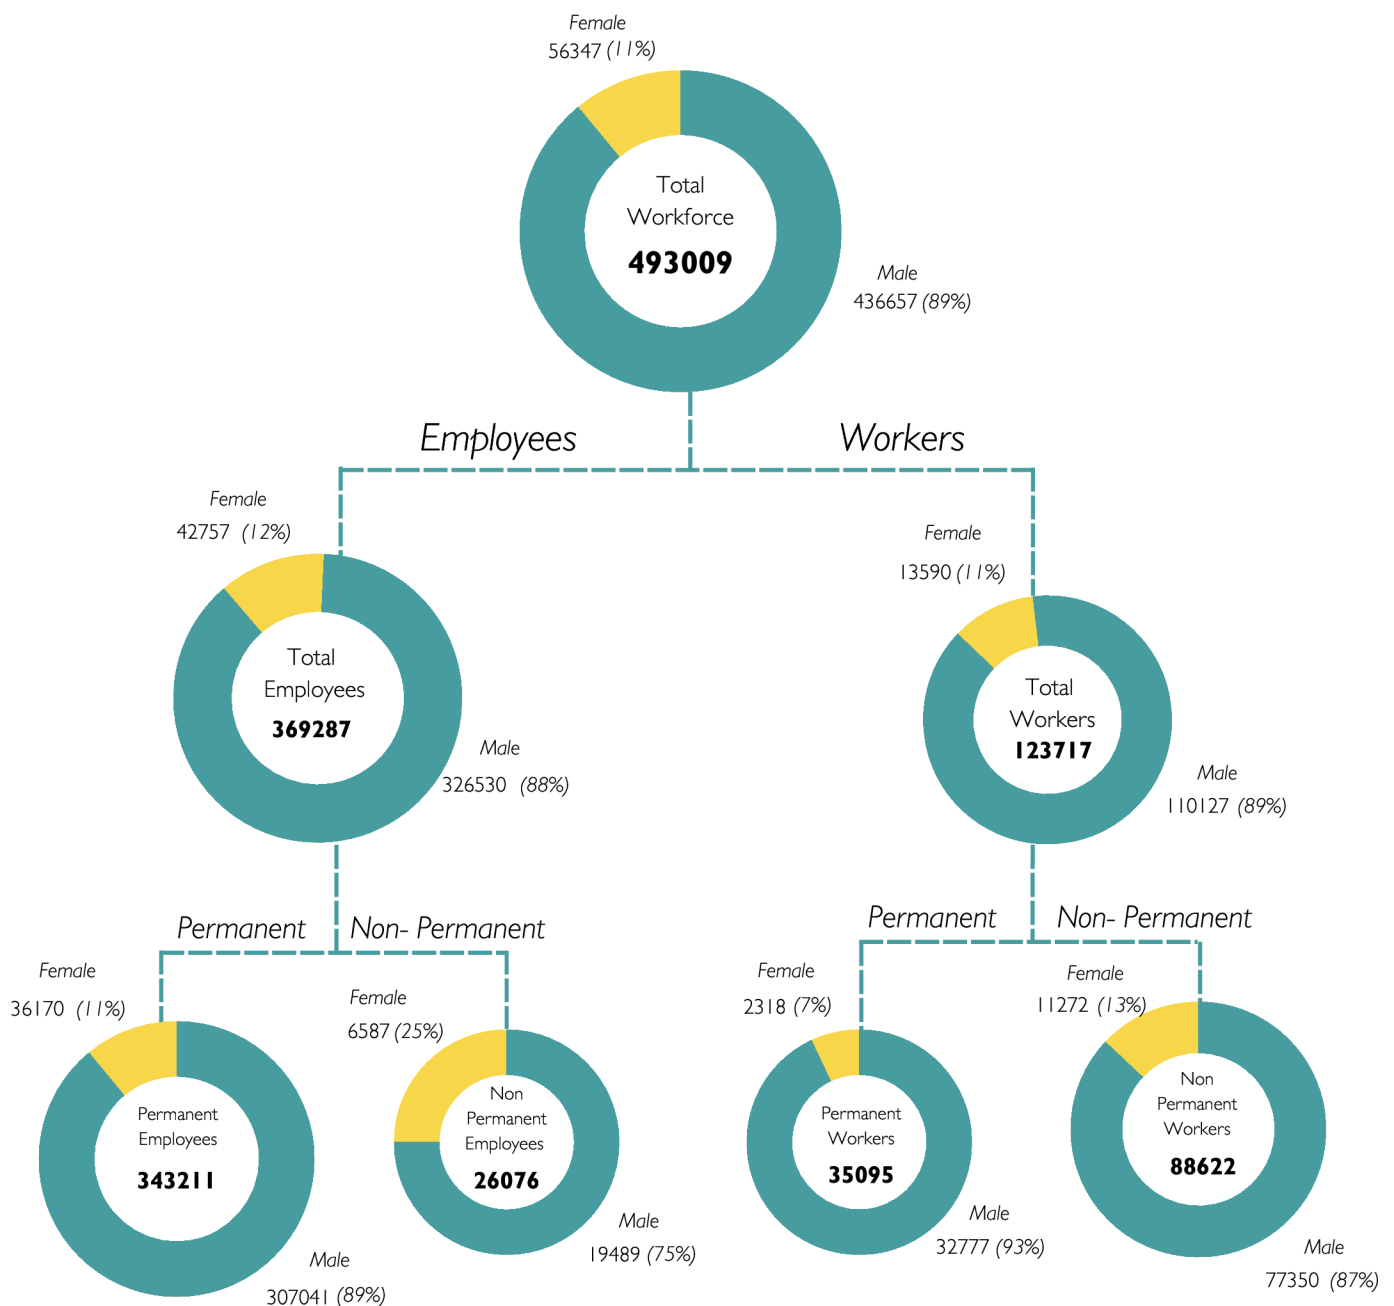 Female
56347 (11%)
Total
Workforce
493009
Male
436657 (89%)
Employees
Workers
Female
42757 (12%)
Total
Employees
369287
Male
326530 (88%)
Female
13590 (11%)
Total
Workers
123717
Male
110127 (89%)
Permanent
Non- Permanent
Female
36170 (11%)
Permanent
Employees
343211
Male
307041 (89%)
Female
6587 (25%)
Non
Permanent
Employees
26076
Male
19489 (75%)
Permanent
Non- Permanent
Female
2318 (7%)
Permanent
Workers
35095
Male
32777 (93%)
Female
11272 (13%)
Non
Permanent
Workers
88622
Male
77350 (87%)